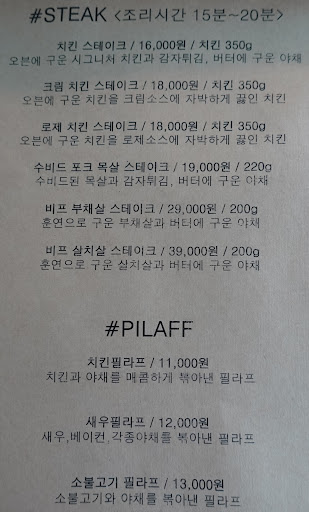 #STEAK <조리시간 15분~20분>
치킨 스테이크 / 16,000원 / 치킨 350g
오븐에 구운 시그니처 치킨과 감자튀김, 버터에 구운 야채
크림 치킨 스테이크 / 18,000원 / 치킨 350g
오븐에 구운 치킨을 크림소스에 자박하게 끓인 치킨
로제 치킨 스테이크 / 18,000원 / 치킨 350g
오븐에 구운 치킨을 로제소스에 자박하게 끓인 치킨
수비드 포크 목살 스테이크 / 19,000원 / 220g
수비드된 목살과 감자튀김, 버터에 구운 야채
비프 부채살 스테이크 / 29,000원 / 200g
훈연으로 구운 부채살과 버터에 구운 야채
비프 살치살 스테이크 / 39,000원 / 200g
훈연으로 구운 살치살과 버터에 구운 야채
#PILAFF
치킨필라프 / 11,000원
치킨과 야채를 매콤하게 볶아낸 필라프
새우필라프 / 12,000원
새우,베이컨,각종야채를 볶아낸 필라프
소불고기 필라프 / 13,000원
소불고기와 야채를 볶아낸 필라프